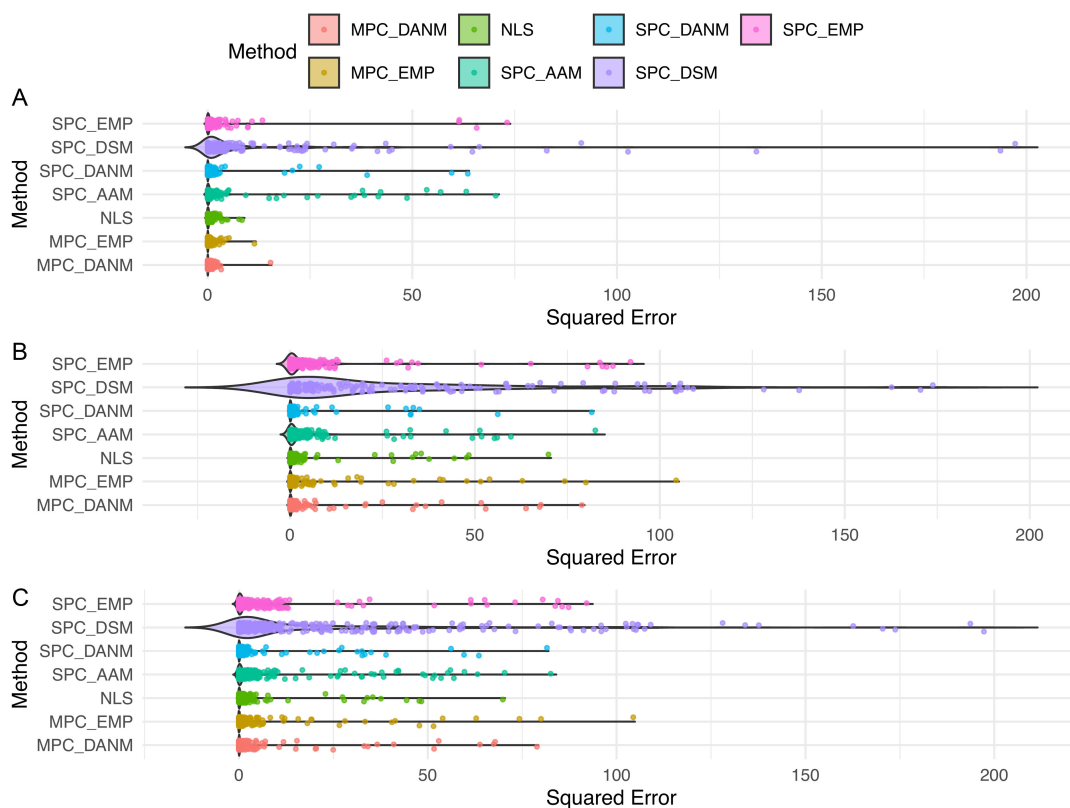 Method
MPC_DANM NLS SPC_DANM SPC_EMP
MPC_EMP SPC_AAM SPC_DSM
A
Method
SPC_EMP
SPC_DSM
SPC_DANM
SPC_AAM
NLS
MPC_EMP
MPC_DANM
0 50 100 150 200
Squared Error
B
Method
SPC_EMP
SPC_DSM
SPC_DANM
SPC_AAM
NLS
MPC_EMP
MPC_DANM
0 50 100 150 200
Squared Error
C
Method
SPC_EMP
SPC_DSM
SPC_DANM
SPC_AAM
NLS
MPC_EMP
MPC_DANM
0 50 100 150 200
Squared Error